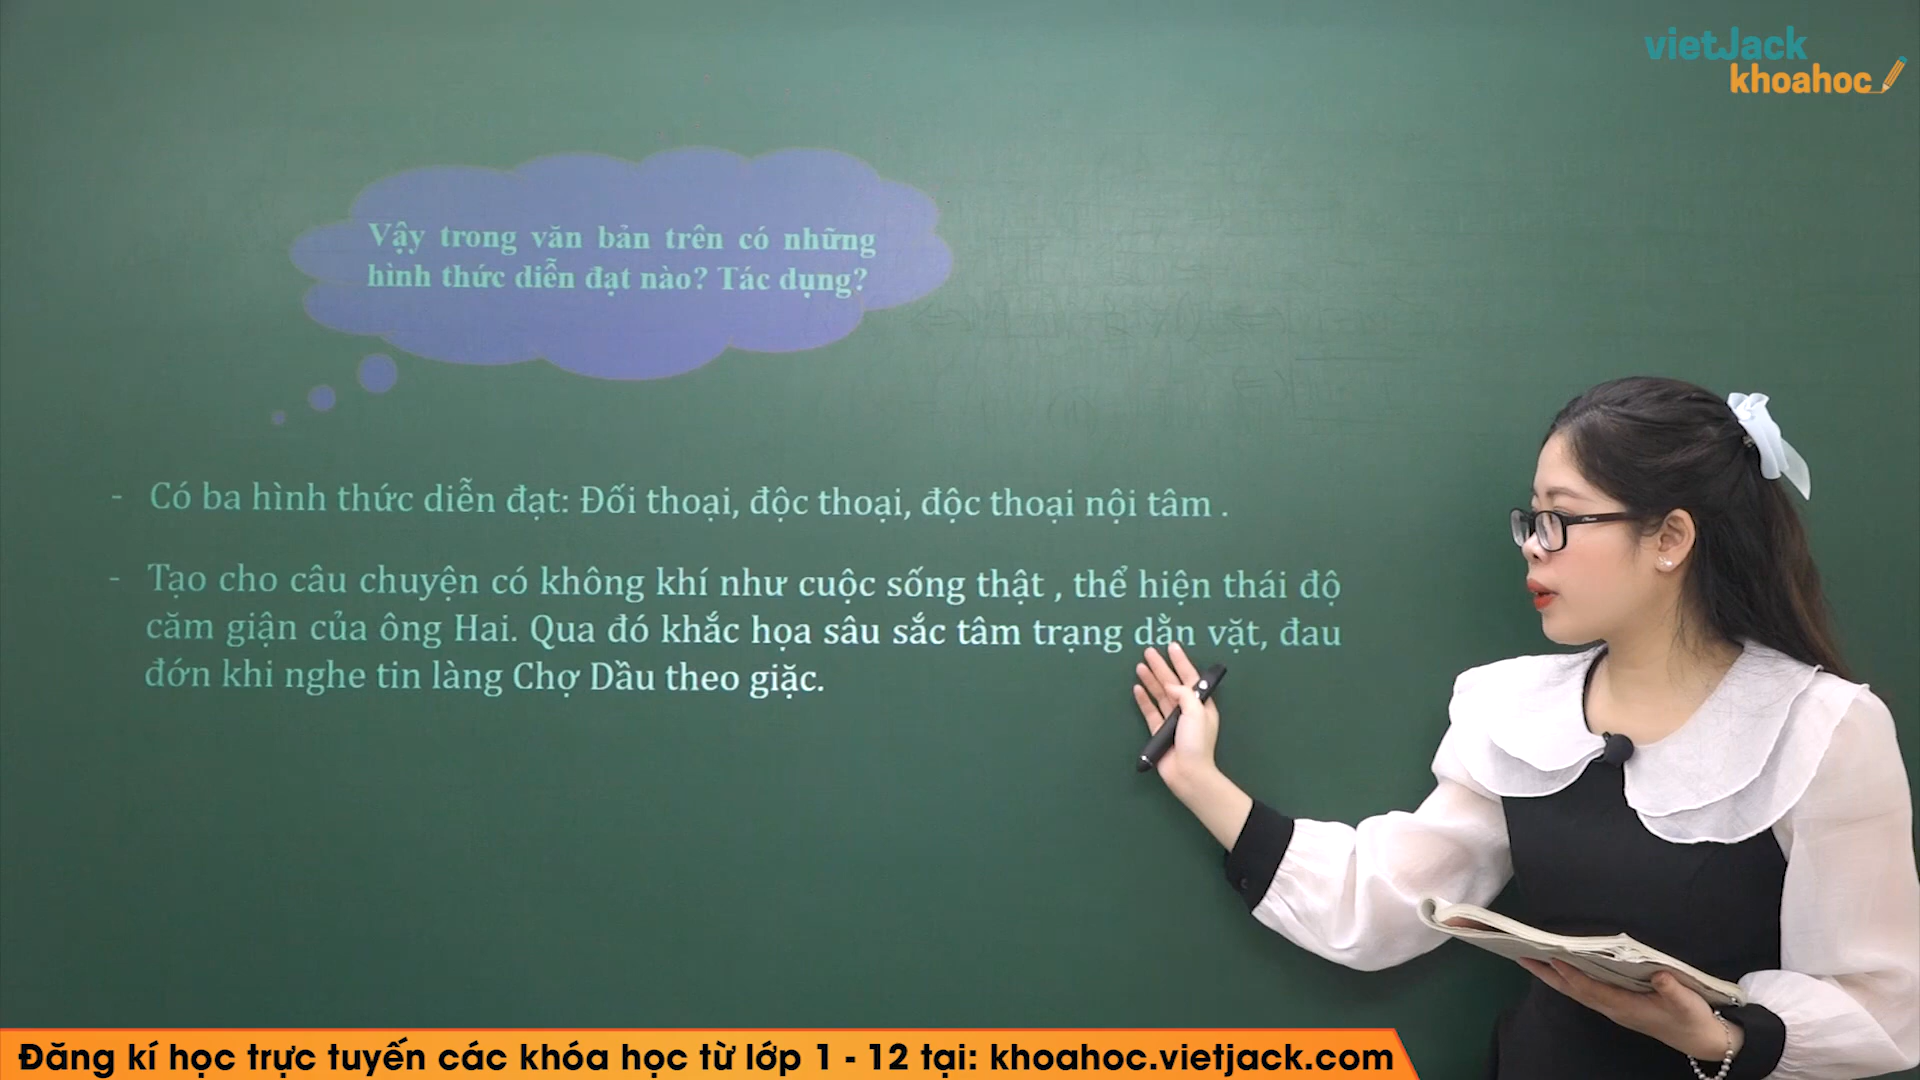 vietJack
khoahoc
Vậy trong văn bản trên có những
hình thức diễn đạt nào? Tác dụng?
- Có ba hình thức diễn đạt: Đối thoại, độc thoại, độc thoại nội tâm .
- Tạo cho câu chuyện có không khí như cuộc sống thật , thể hiện thái độ
căm giận của ông Hai. Qua đó khắc họa sâu sắc tâm trạng dằn vặt, đau
đớn khi nghe tin làng Chợ Dầu theo giặc.
Đăng kí học trực tuyến các khóa học từ lớp 1 - 12 tại: khoahoc.vietjack.com